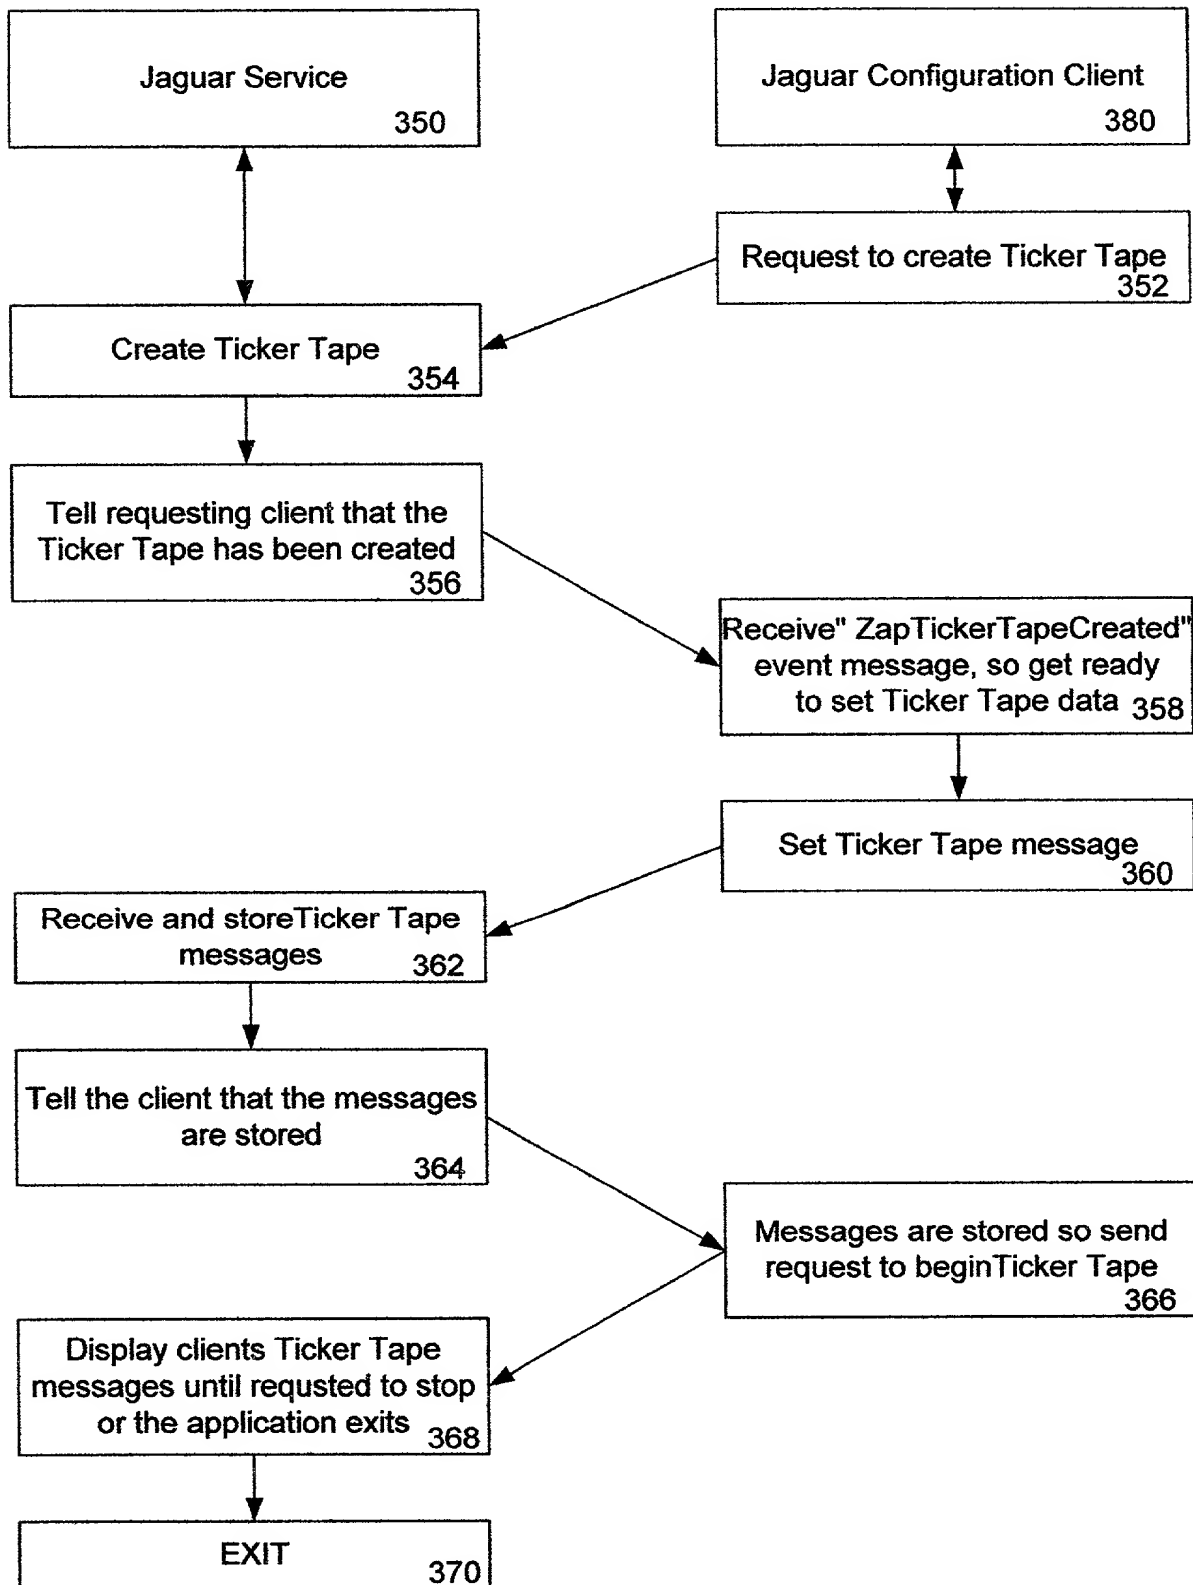 Jaguar Service
350
Jaguar Configuration Client
380
Request to create Ticker Tape
352
Create Ticker Tape
354
Tell requesting client that the
Ticker Tape has been created
356
Receive" ZapTickerTapeCreated"
event message, so get ready
to set Ticker Tape data 358
Set Ticker Tape message
360
Receive and storeTicker Tape
messages 362
Tell the client that the messages
are stored
364
Messages are stored so send
request to beginTicker Tape
366
Display clients Ticker Tape
messages until requsted to stop
or the application exits 368
EXIT
370